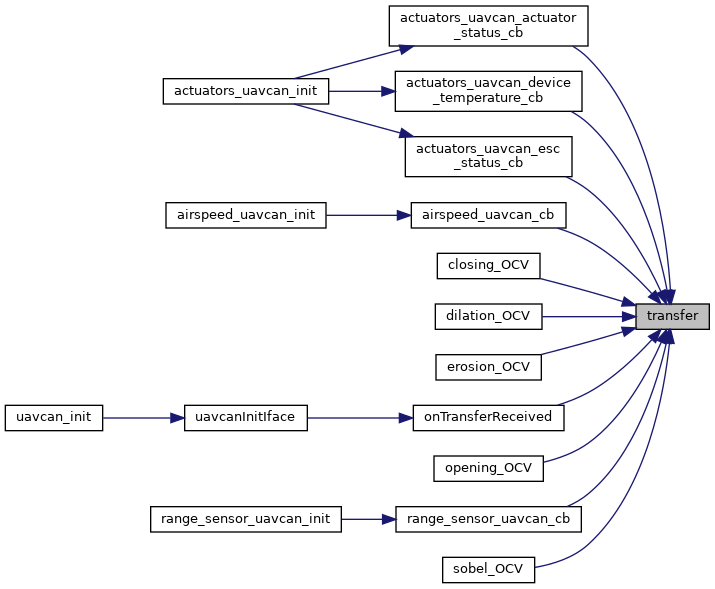 actuators_uavcan_actuator
_status_cb
actuators_uavcan_init
actuators_uavcan_device
_temperature_cb
actuators_uavcan_esc
_status_cb
airspeed_uavcan_init
airspeed_uavcan_cb
closing_OCV
transfer
dilation_OCV
erosion_OCV
uavcan_init
uavcanInitIface
onTransferReceived
opening_OCV
range_sensor_uavcan_init
range_sensor_uavcan_cb
sobel_OCV